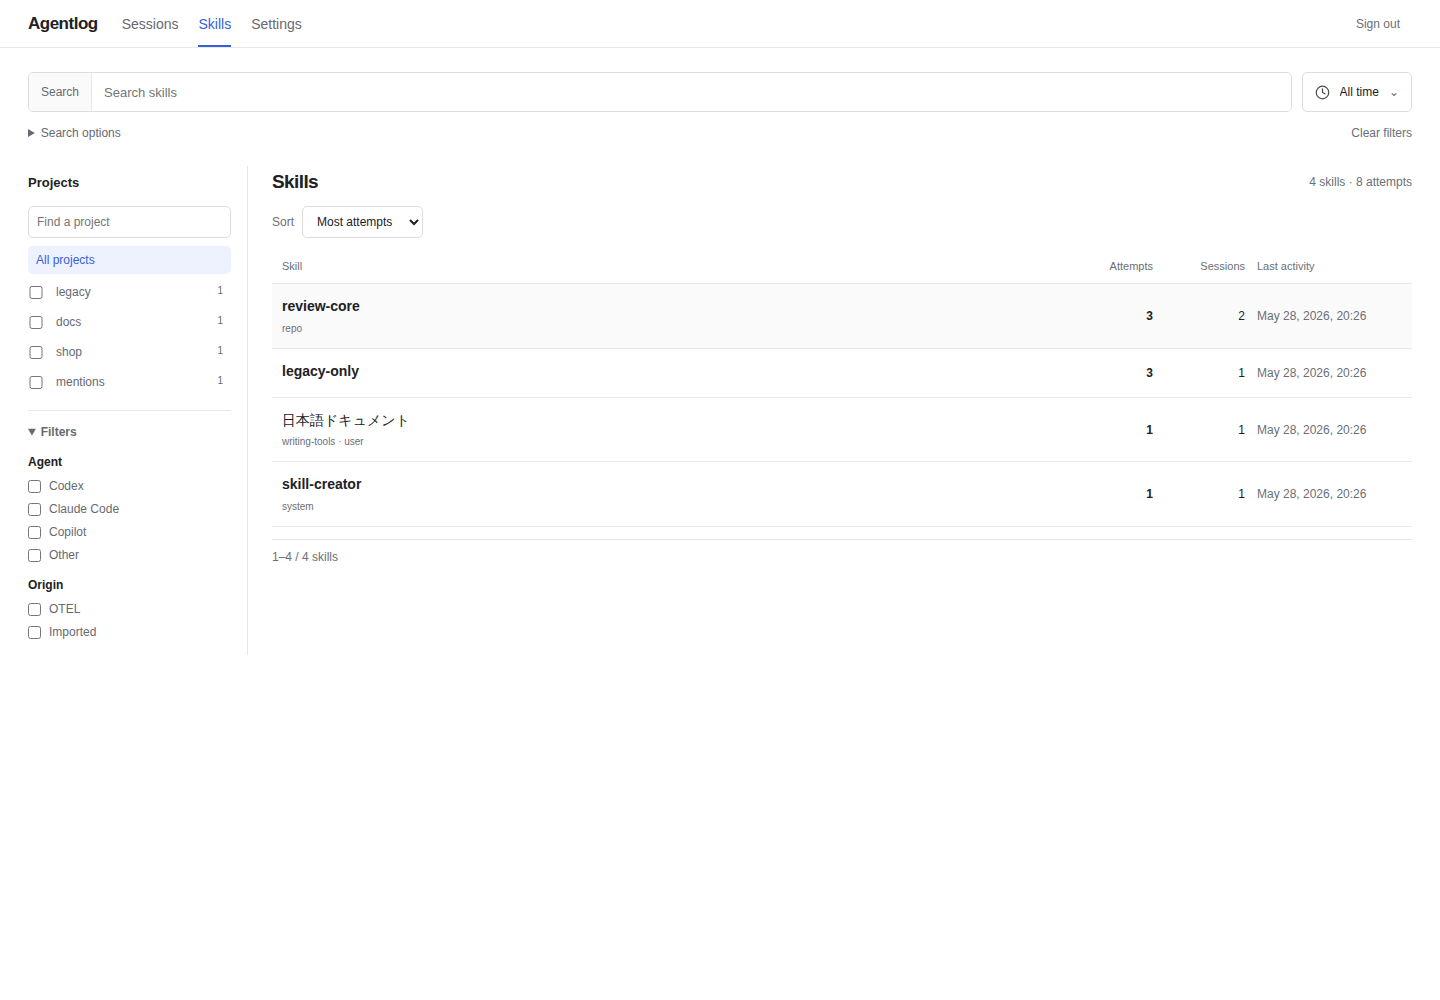 Agentlog Sessions Skills Settings Sign out
Search Search skills All time
Search options Clear filters
Projects
Find a project
All projects
legacy 1
docs 1
shop 1
mentions 1
Filters
Agent
Codex
Claude Code
Copilot
Other
Origin
OTEL
Imported
Skills 4 skills · 8 attempts
Sort Most attempts
Skill Attempts Sessions Last activity
review-core 3 2 May 28, 2026, 20:26
repo
legacy-only 3 1 May 28, 2026, 20:26
日本語ドキュメント 1 1 May 28, 2026, 20:26
writing-tools · user
skill-creator 1 1 May 28, 2026, 20:26
system
1–4 / 4 skills